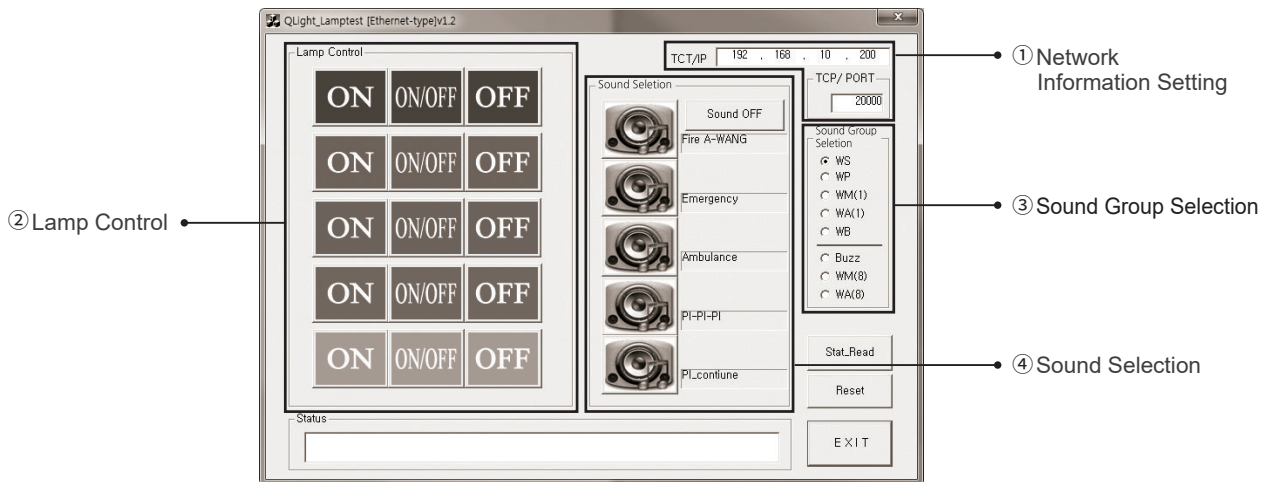 QLight_Lamptest [Ethernet-type]v1.2
x
Lamp Control
ON ON/OFF OFF
ON ON/OFF OFF
ON ON/OFF OFF
ON ON/OFF OFF
ON ON/OFF OFF
TCT/IP 192 . 168 . 10 . 200
TCP/ PORT
20000
Sound Seletion
Sound OFF
Fire A-WANG
Emergency
Ambulance
PI-PI-PI
PI_contiune
Sound Group
Seletion
WS
WP
WM(1)
WA(1)
WB
Buzz
WM(8)
WA(8)
Stat_Read
Reset
EXIT
Status
①Network
Information Setting
②Lamp Control
③Sound Group Selection
④Sound Selection